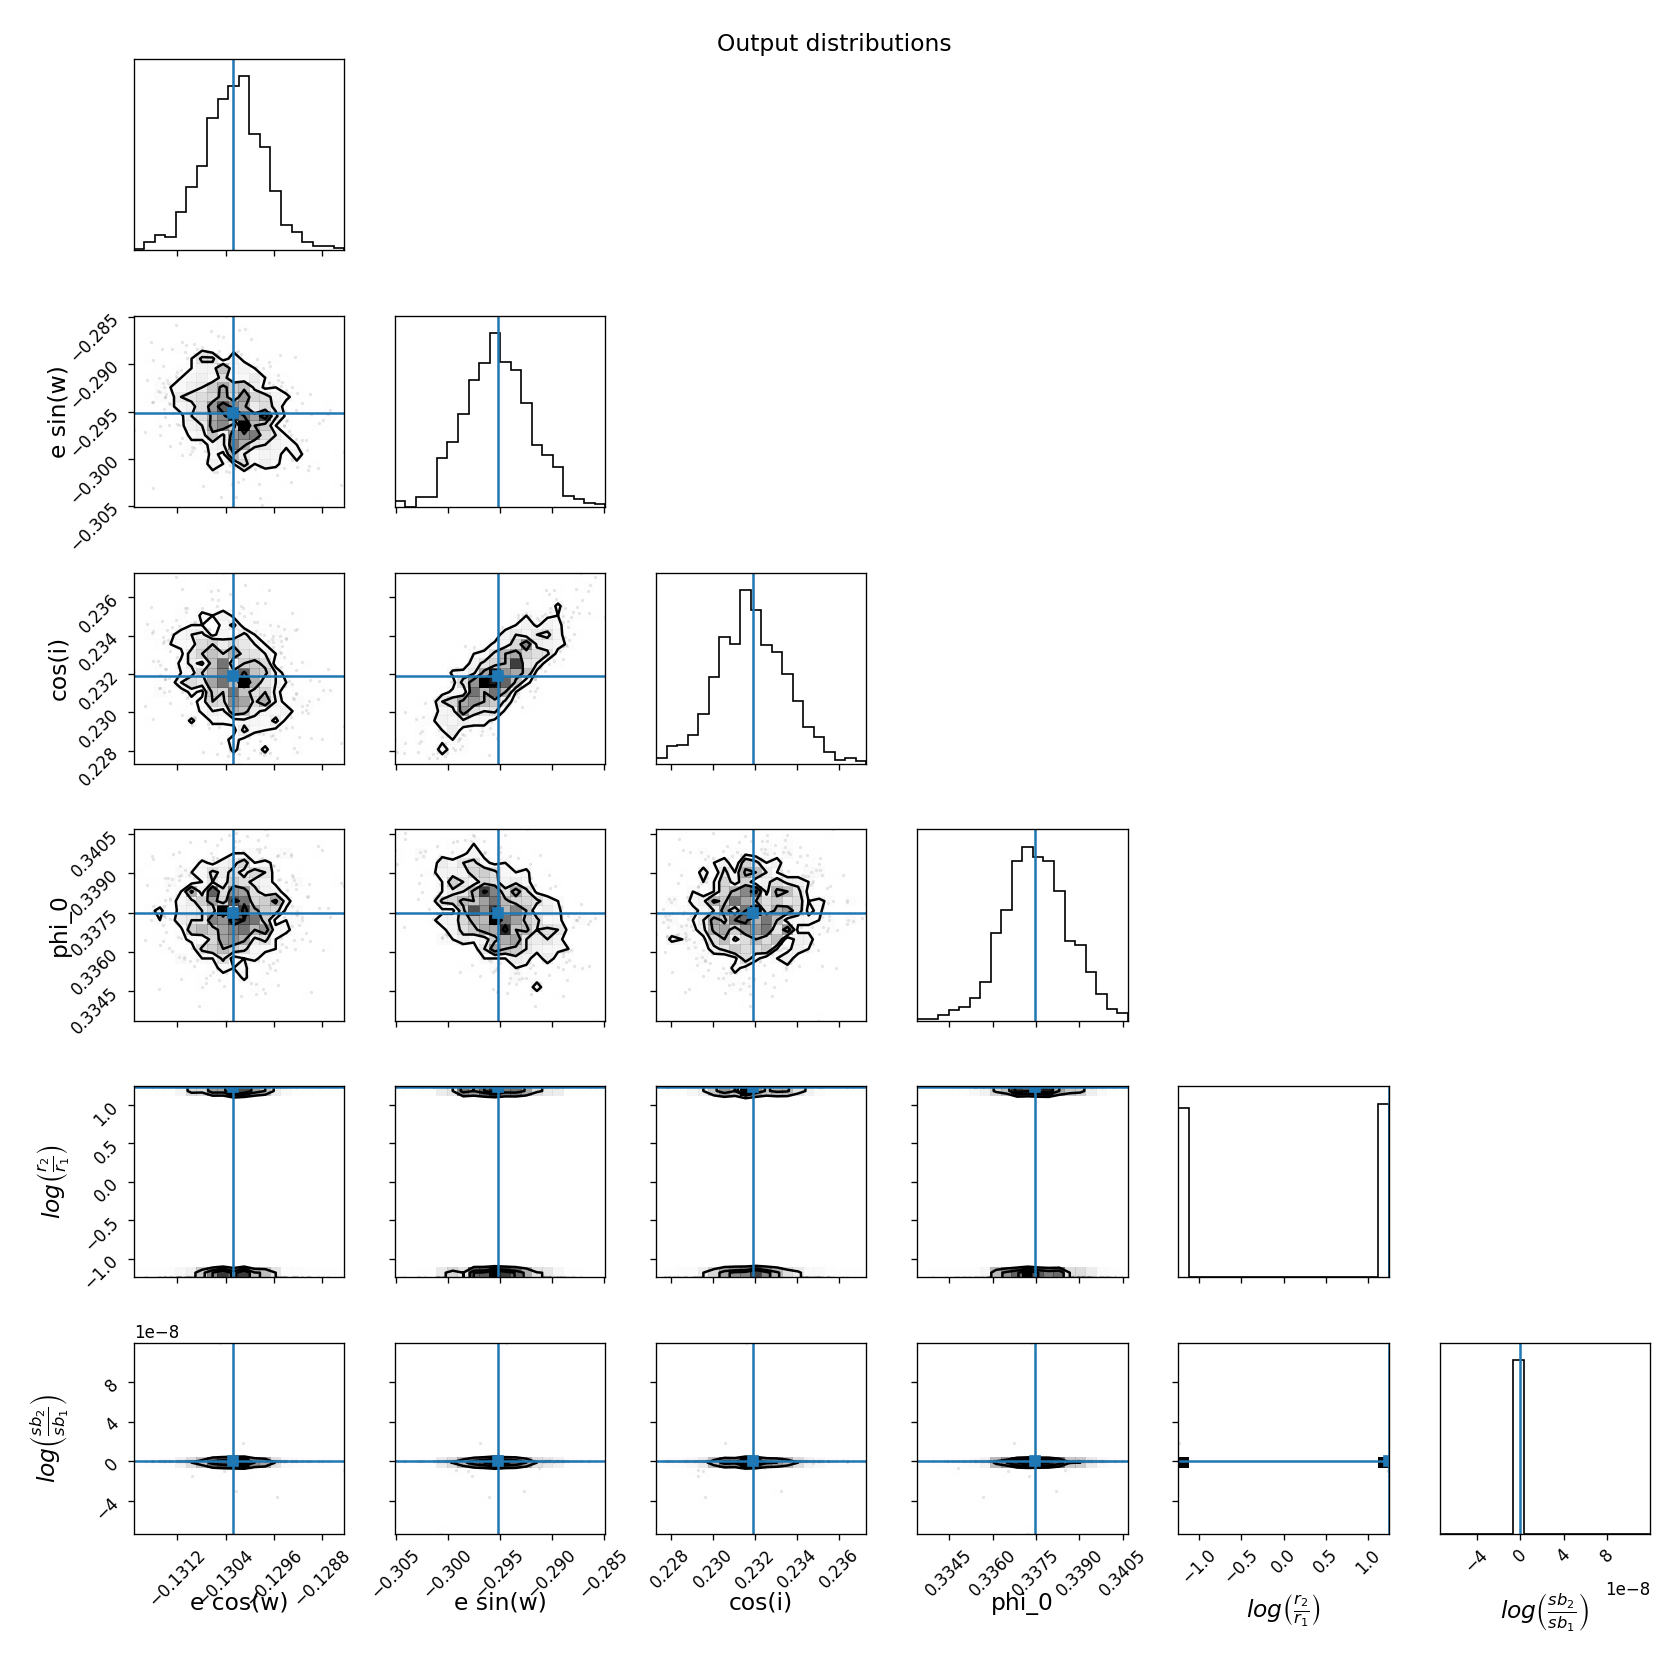 Output distributions
e sin(w)
−0.285
−0.290
−0.295
−0.300
−0.305
cos(i)
0.236
0.234
0.232
0.230
0.228
phi_0
0.3405
0.3390
0.3375
0.3360
0.3345
log(r₂/r₁)
1.0
0.5
0.0
−0.5
−1.0
1e−8
log(sb₂/sb₁)
8
4
0
−4
−0.1312 −0.1304 −0.1296 −0.1288
−0.305 −0.300 −0.295 −0.290 −0.285
0.228 0.230 0.232 0.234 0.236
0.3345 0.3360 0.3375 0.3390 0.3405
−1.0 −0.5 0.0 0.5 1.0
−4 0 4 8
1e−8
e cos(w)
e sin(w)
cos(i)
phi_0
log(r₂/r₁)
log(sb₂/sb₁)